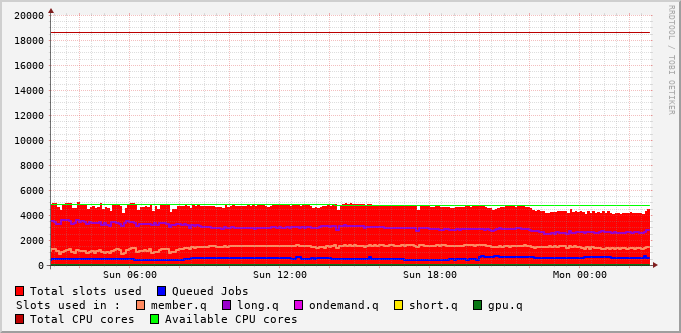 20000
18000
16000
14000
12000
10000
8000
6000
4000
2000
0
Sun 06:00 Sun 12:00 Sun 18:00 Mon 00:00
Total slots used Queued Jobs
Slots used in : member.q long.q ondemand.q short.q gpu.q
Total CPU cores Available CPU cores
RRDTOOL / TOBI OETIKER